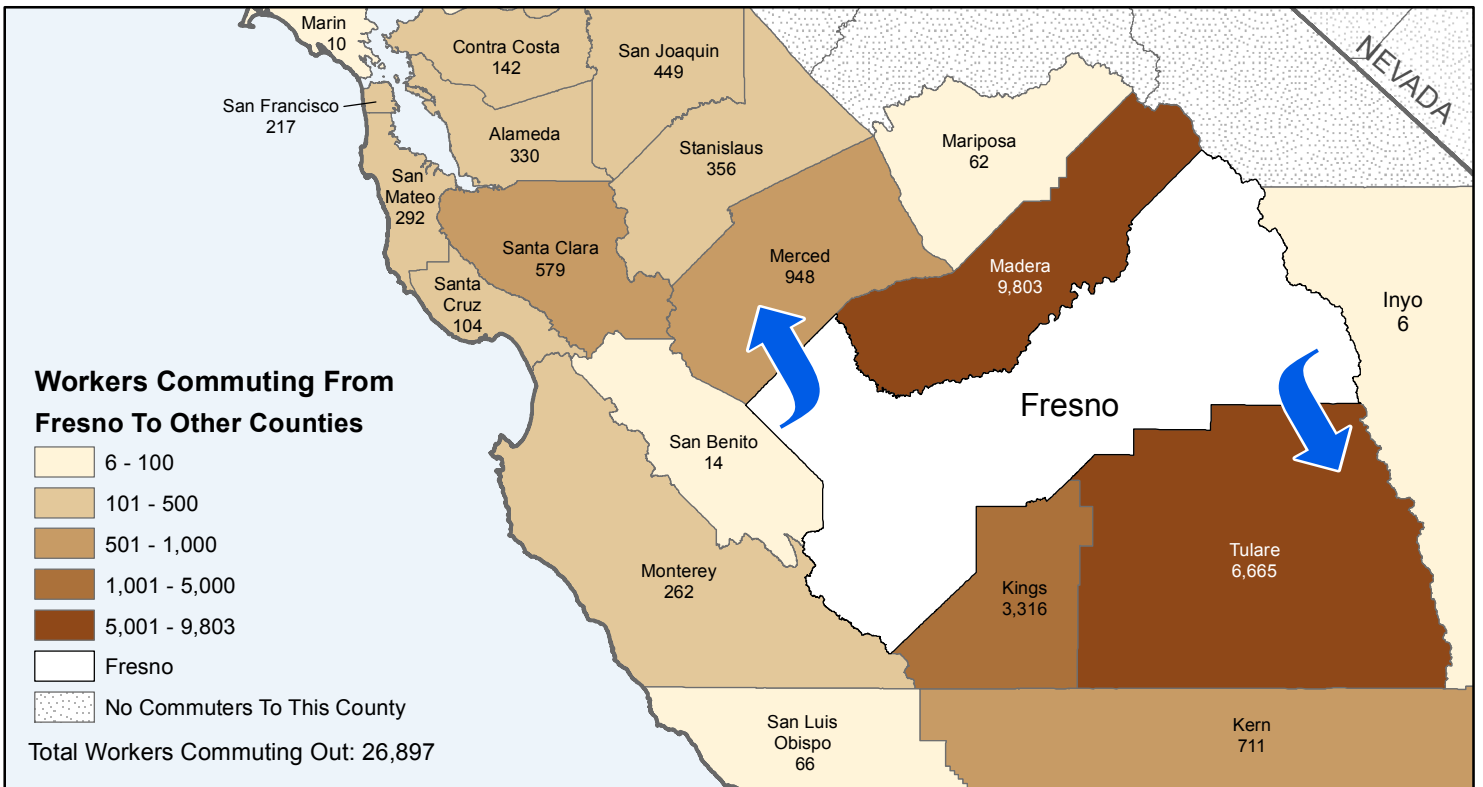 Marin
10
Contra Costa
142
San Joaquin
449
NEVADA
San Francisco
217
Alameda
330
Stanislaus
356
Mariposa
62
San
Mateo
292
Santa Clara
579
Merced
948
Madera
9,803
Santa
Cruz
104
Inyo
6
Workers Commuting From
Fresno To Other Counties
6 - 100
101 - 500
501 - 1,000
1,001 - 5,000
5,001 - 9,803
Fresno
No Commuters To This County
Total Workers Commuting Out: 26,897
Fresno
San Benito
14
Monterey
262
Kings
3,316
Tulare
6,665
San Luis
Obispo
66
Kern
711